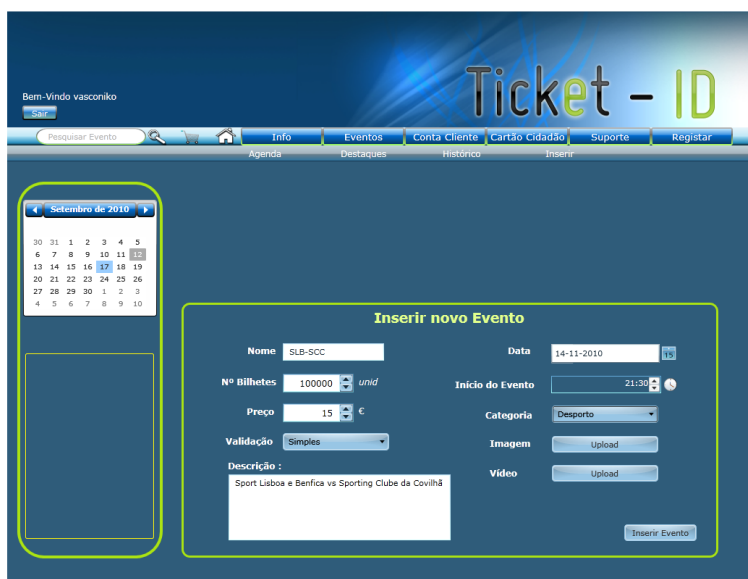 Ticket - ID
Bem-Vindo vasconiko
Sair
Pesquisar Evento
Info Eventos Conta Cliente Cartão Cidadão Suporte Registar
Agenda Destaques Histórico Inserir
Setembro de 2010
30 31 1 2 3 4 5
6 7 8 9 10 11 12
13 14 15 16 17 18 19
20 21 22 23 24 25 26
27 28 29 30 1 2 3
4 5 6 7 8 9 10
Inserir novo Evento
Nome SLB-SCC Data 14-11-2010 15
Nº Bilhetes 100000 unid Início do Evento 21:30
Preço 15 € Categoria Desporto
Validação Simples Imagem Upload
Descrição : Vídeo Upload
Sport Lisboa e Benfica vs Sporting Clube da Covilhã
Inserir Evento